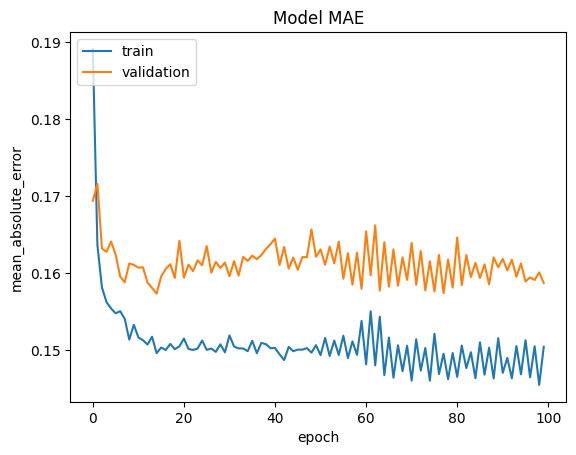 Model MAE
train
validation
mean_absolute_error
0.19
0.18
0.17
0.16
0.15
0
20
40
60
80
100
epoch